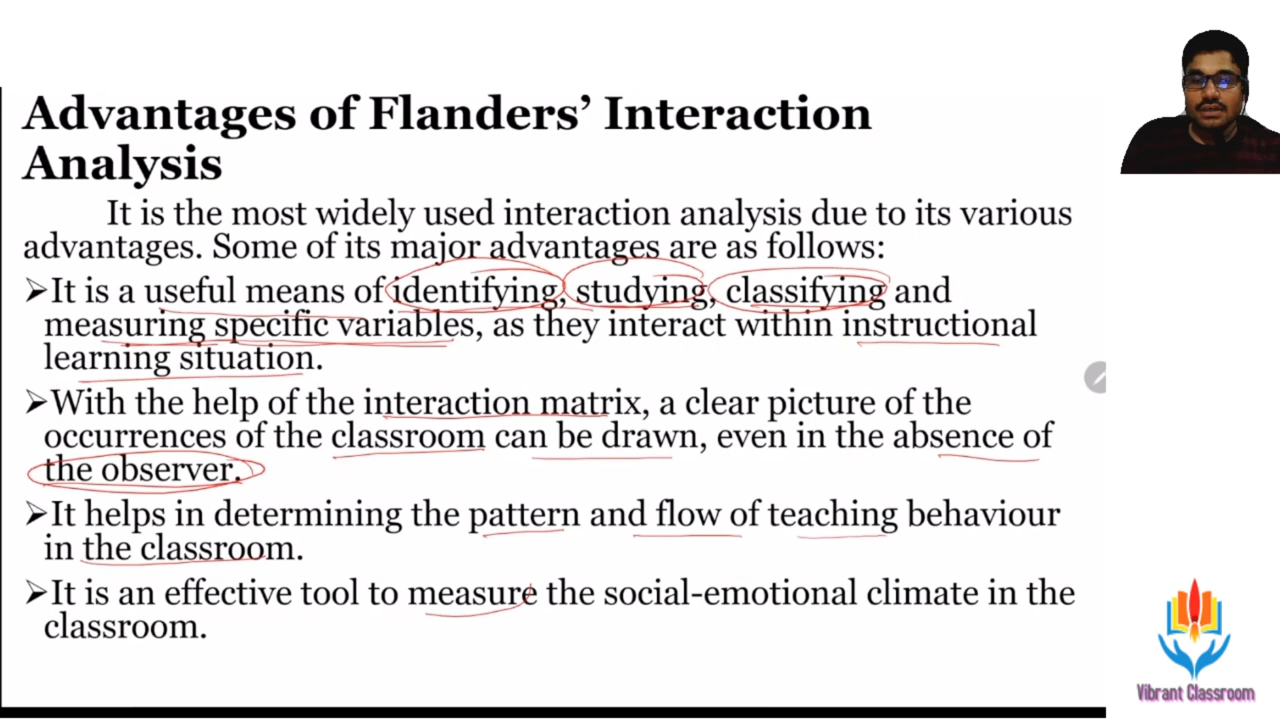 Advantages of Flanders’ Interaction
Analysis
It is the most widely used interaction analysis due to its various
advantages. Some of its major advantages are as follows:
➢It is a useful means of identifying, studying, classifying and
measuring specific variables, as they interact within instructional
learning situation.
➢With the help of the interaction matrix, a clear picture of the
occurrences of the classroom can be drawn, even in the absence of
the observer.
➢It helps in determining the pattern and flow of teaching behaviour
in the classroom.
➢It is an effective tool to measure the social-emotional climate in the
classroom.
Vibrant Classroom